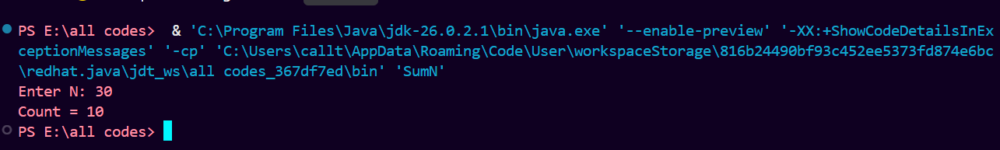 PS E:\all codes>  & 'C:\Program Files\Java\jdk-26.0.2.1\bin\java.exe' '--enable-preview' '-XX:+ShowCodeDetailsInEx
ceptionMessages' '-cp' 'C:\Users\callt\AppData\Roaming\Code\User\workspaceStorage\816b24490bf93c452ee5373fd874e6bc
\redhat.java\jdt_ws\all codes_367df7ed\bin' 'SumN'
Enter N: 30
Count = 10
PS E:\all codes>